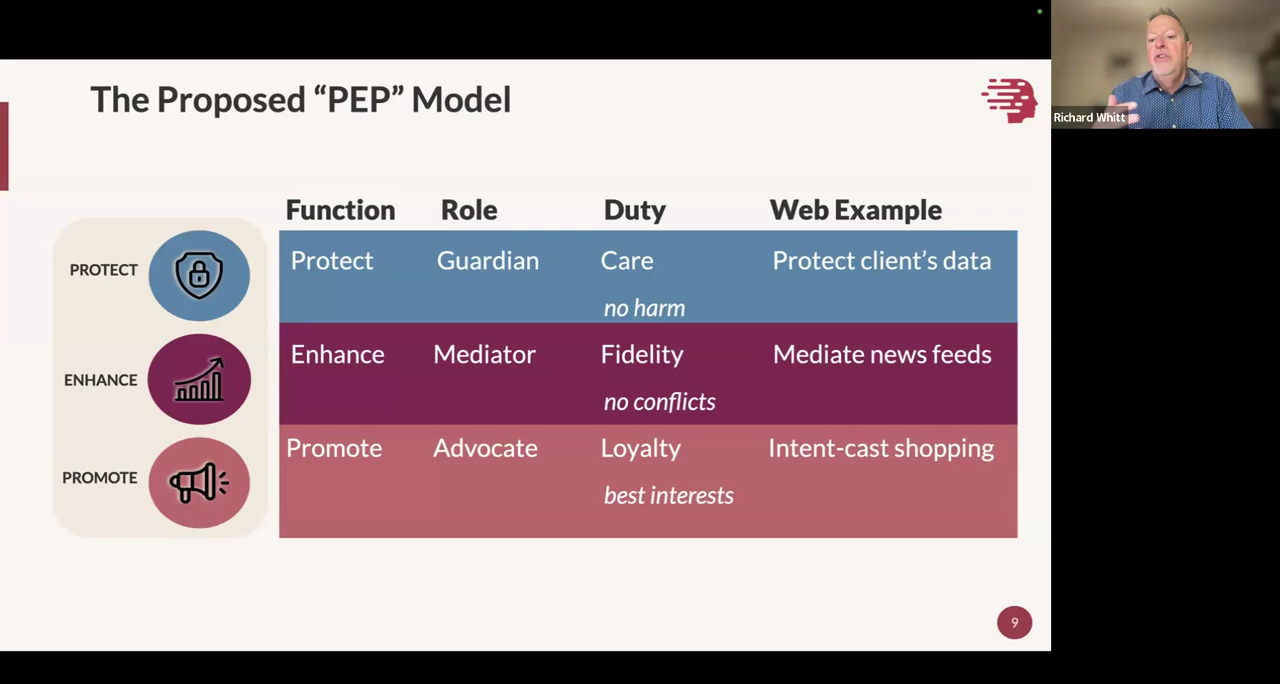 The Proposed “PEP” Model
Richard Whitt
Function Role Duty Web Example
PROTECT
Protect Guardian Care Protect client’s data
no harm
ENHANCE
Enhance Mediator Fidelity Mediate news feeds
no conflicts
PROMOTE
Promote Advocate Loyalty Intent-cast shopping
best interests
9